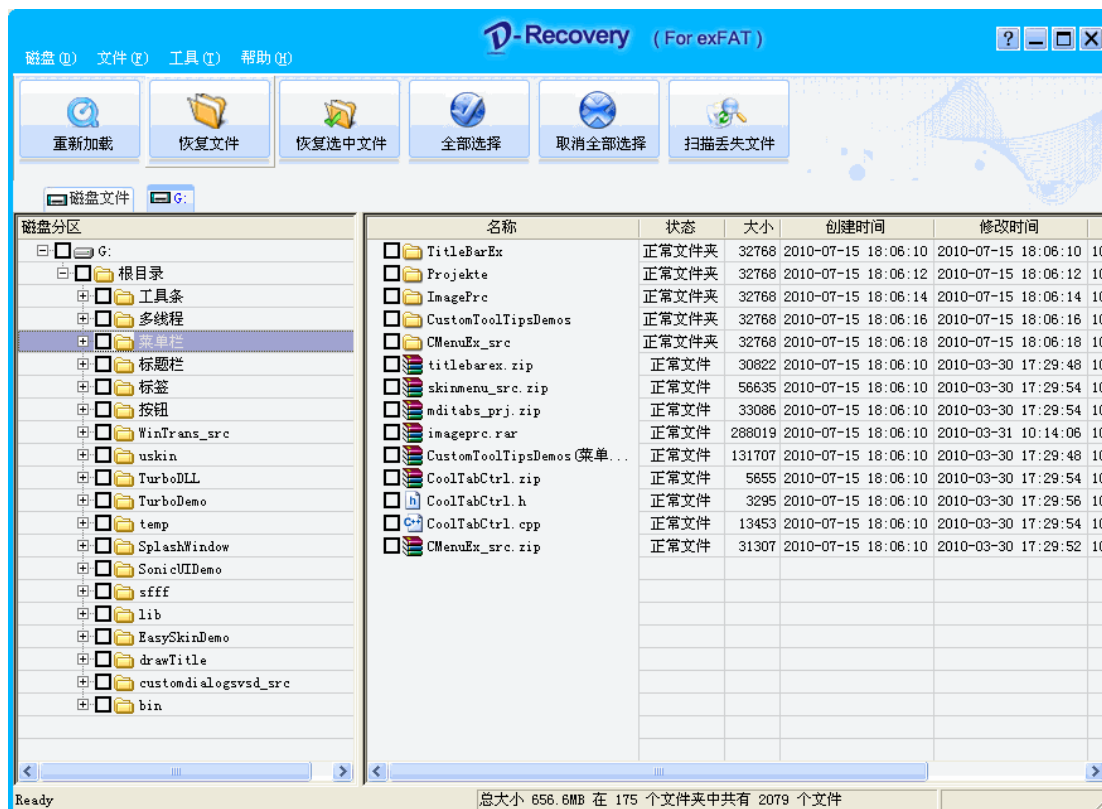 D-Recovery (For exFAT)
磁盘(D) 文件(F) 工具(T) 帮助(H)
重新加载 恢复文件 恢复选中文件 全部选择 取消全部选择 扫描丢失文件
磁盘文件 G:
磁盘分区
G:
根目录
工具条
多线程
菜单栏
标题栏
标签
按钮
WinTrans_src
uskin
TurboDLL
TurboDemo
temp
SplashWindow
SonicUIDemo
sfff
lib
EasySkinDemo
drawTitle
customdialogsvsd_src
bin
名称 状态 大小 创建时间 修改时间
TitleBarEx 正常文件夹 32768 2010-07-15 18:06:10 2010-07-15 18:06:10 10
Projekte 正常文件夹 32768 2010-07-15 18:06:12 2010-07-15 18:06:12 10
ImagePrc 正常文件夹 32768 2010-07-15 18:06:14 2010-07-15 18:06:14 10
CustomToolTipsDemos 正常文件夹 32768 2010-07-15 18:06:16 2010-07-15 18:06:16 10
CMenuEx_src 正常文件夹 32768 2010-07-15 18:06:18 2010-07-15 18:06:18 10
titlebarex.zip 正常文件 30822 2010-07-15 18:06:10 2010-03-30 17:29:48 10
skinmenu_src.zip 正常文件 56635 2010-07-15 18:06:10 2010-03-30 17:29:54 10
mditabs_prj.zip 正常文件 33086 2010-07-15 18:06:10 2010-03-30 17:29:54 10
imageprc.rar 正常文件 288019 2010-07-15 18:06:10 2010-03-31 10:14:06 10
CustomToolTipsDemos(菜单... 正常文件 131707 2010-07-15 18:06:10 2010-03-30 17:29:48 10
CoolTabCtrl.zip 正常文件 5655 2010-07-15 18:06:10 2010-03-30 17:29:54 10
CoolTabCtrl.h 正常文件 3295 2010-07-15 18:06:10 2010-03-30 17:29:56 10
CoolTabCtrl.cpp 正常文件 13453 2010-07-15 18:06:10 2010-03-30 17:29:54 10
CMenuEx_src.zip 正常文件 31307 2010-07-15 18:06:10 2010-03-30 17:29:52 10
Ready 总大小 656.6MB 在 175 个文件夹中共有 2079 个文件